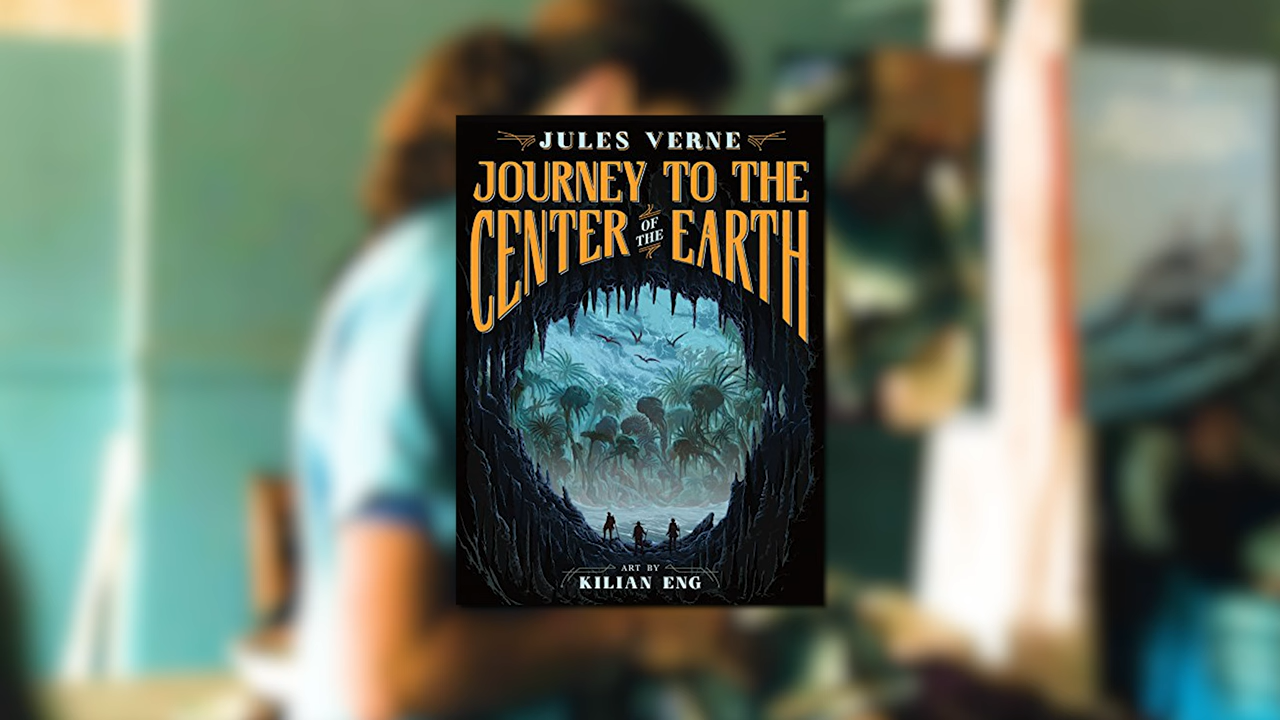 JULES VERNE
JOURNEY TO THE
CENTER OF THE EARTH
ART BY
KILIAN ENG